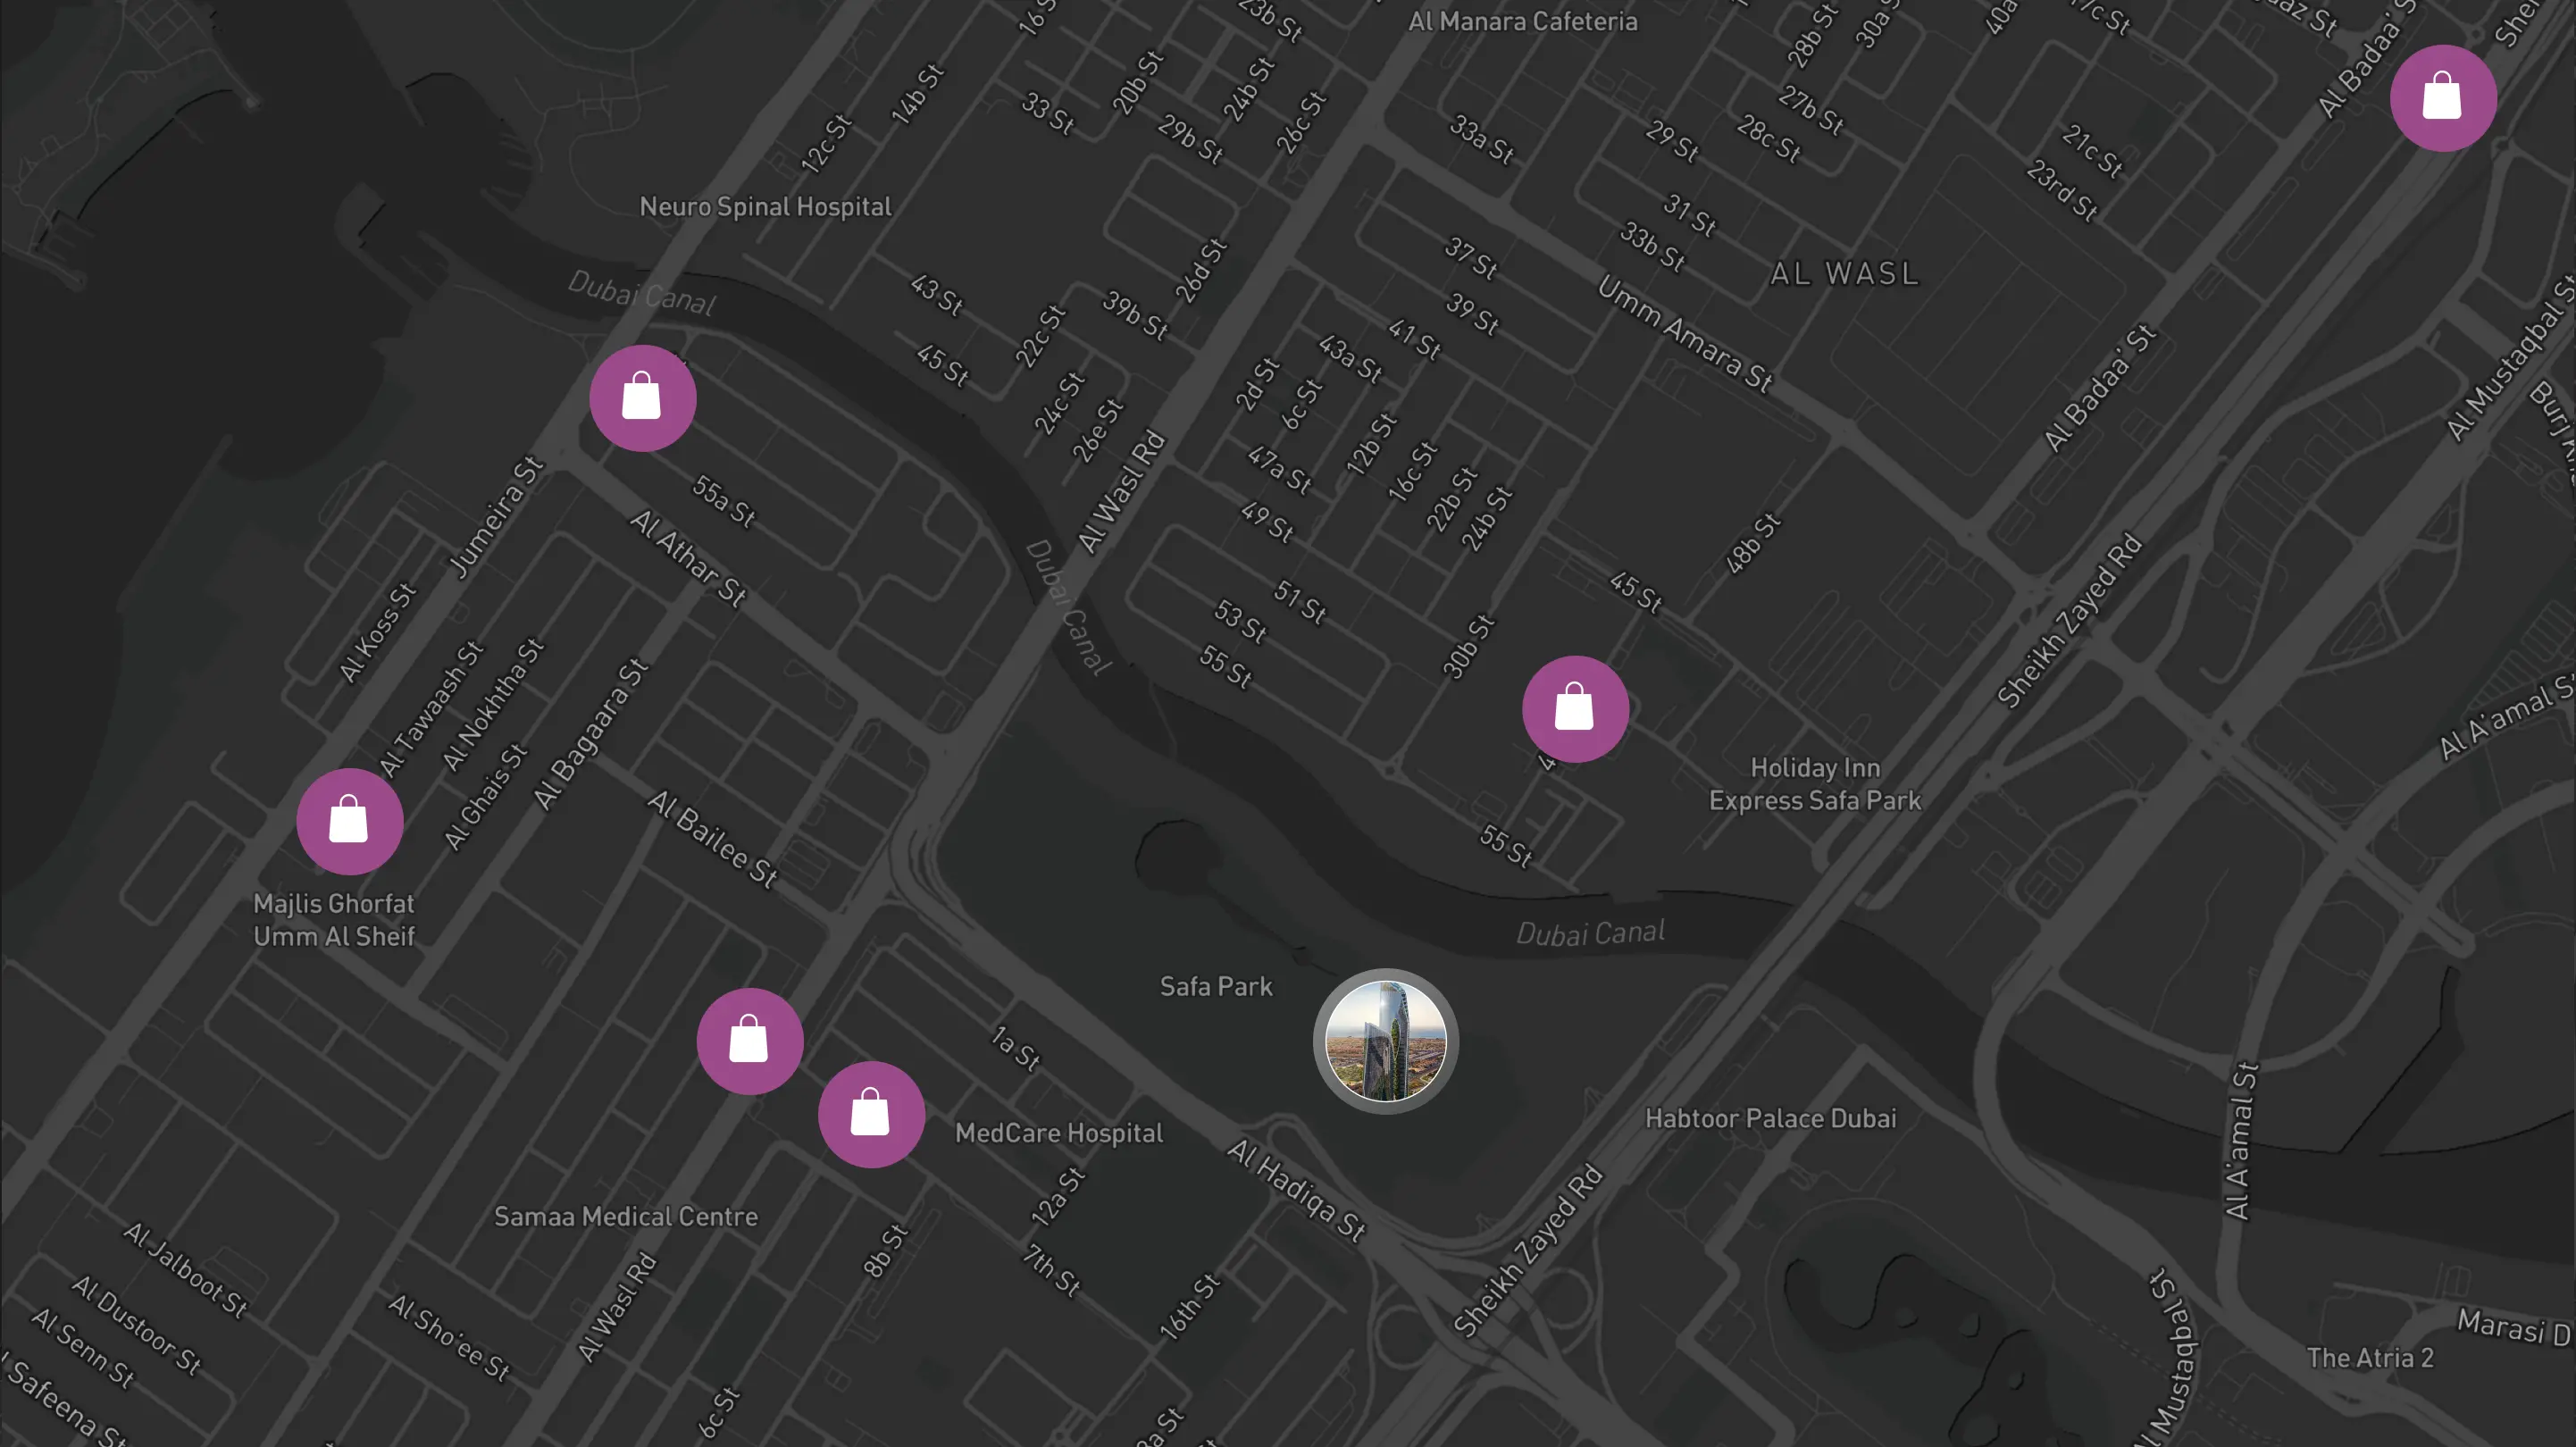 16 S
23b St
Al Manara Cafeteria
28b St
30a S
40a
7c St
az St
Al Badaa' S
Shei
14b St
12c St
33 St
20b St
24b St
29b St
26c St
33a St
29 St
27b St
28c St
21c St
23rd St
Neuro Spinal Hospital
31 St
33b St
AL WASL
37 St
39 St
26d St
Dubai Canal
43 St
45 St
22c St
39b St
41 St
43a St
Umm Amara St
Al Badaa' St
Al Mustaqbal St
Burj Kh
24c St
26e St
2d St
6c St
12b St
16c St
22b St
24b St
47a St
49 St
Al Wasl Rd
Jumeira St
55a St
Al Athar St
48b St
45 St
Sheikh Zayed Rd
Dubai Canal
51 St
53 St
55 St
30b St
Al Koss St
Al Tawaash St
Al Nokhtha St
Al Ghais St
Al Bagaara St
Al Bailee St
4
Holiday Inn
Express Safa Park
Al A'amal S
55 St
Majlis Ghorfat
Umm Al Sheif
Dubai Canal
Safa Park
1a St
MedCare Hospital
Habtoor Palace Dubai
Al A'amal St
Al Hadiqa St
12a St
Samaa Medical Centre
8b St
7th St
16th St
Sheikh Zayed Rd
Al Jalboot St
Al Dustoor St
Al Senn St
Safeena St
Al Sho'ee St
Al Wasl Rd
6c St
8a St
Al Mustaqbal St
Marasi D
The Atria 2